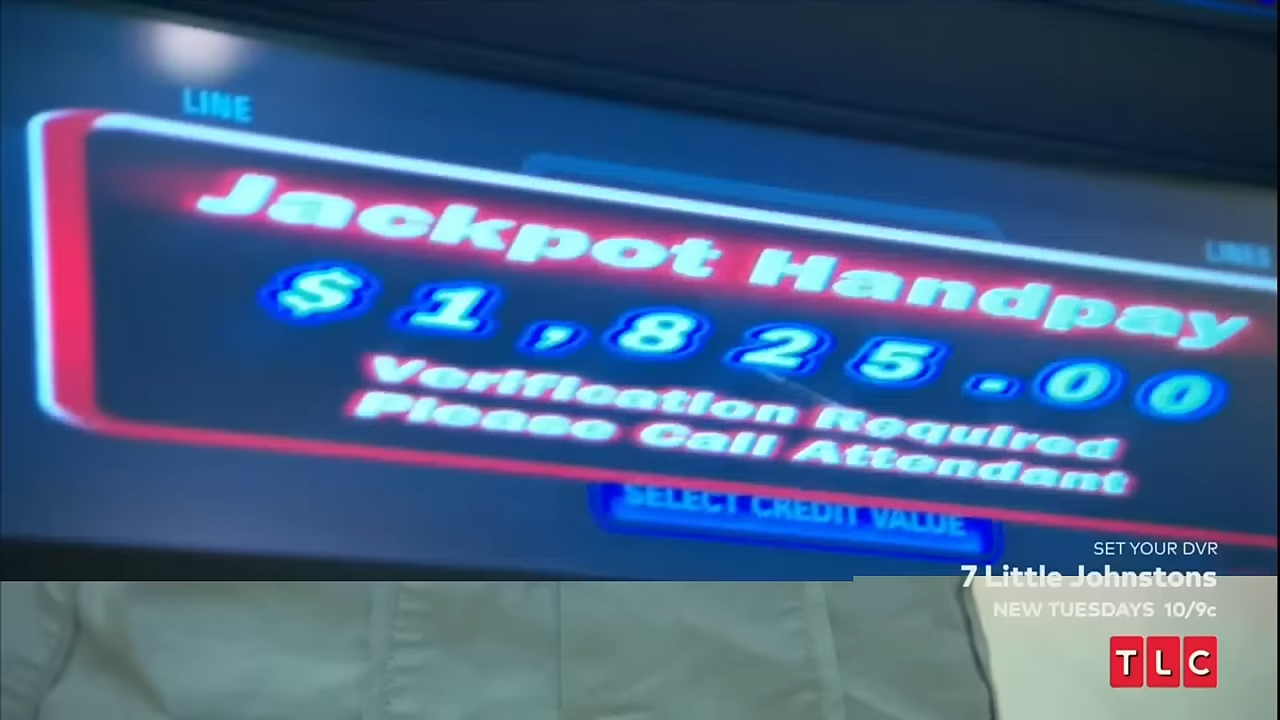 LINE
LINES
Jackpot Handpay
$1,825.00
Verification Required
Please Call Attendant
SELECT CREDIT VALUE
SET YOUR DVR
7 Little Johnstons
NEW TUESDAYS 10/9c
TLC